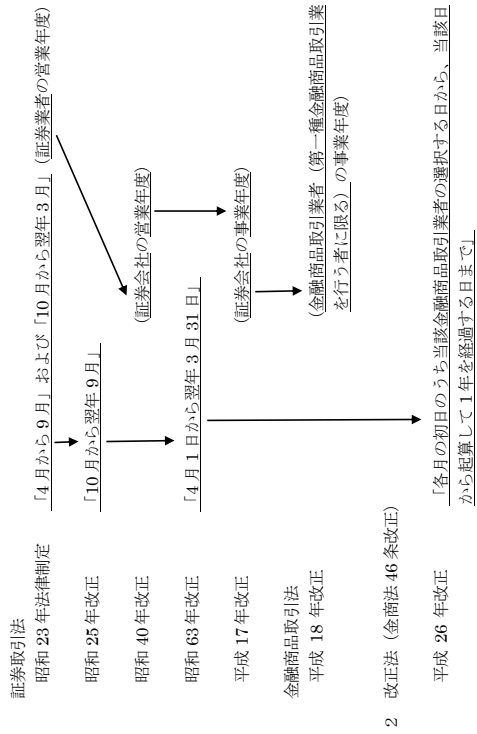 証券取引法
昭和 23 年法律制定 「4 月から 9 月」および「10 月から翌年 3 月」(証券業者の営業年度)
昭和 25 年改正 「10 月から翌年 9 月」
昭和 40 年改正 (証券会社の営業年度)
昭和 63 年改正 「4 月 1 日から翌年 3 月 31 日」
平成 17 年改正 (証券会社の事業年度)
金融商品取引法
平成 18 年改正 (金融商品取引業者(第一種金融商品取引業
を行う者に限る)の事業年度)
2 改正法(金商法 46 条改正)
平成 26 年改正 「各月の初日のうち当該金融商品取引業者の選択する日から、当該日
から起算して 1 年を経過する日まで」